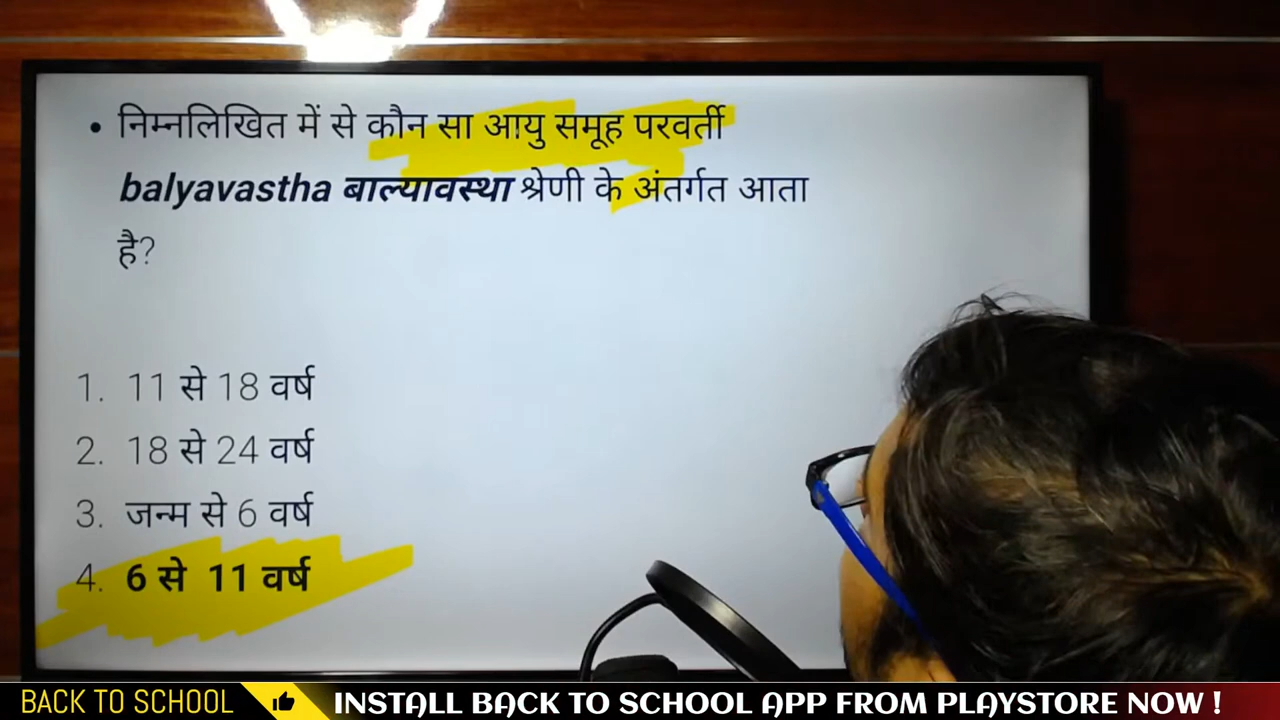 • निम्नलिखित में से कौन सा आयु समूह परवर्ती
balyavastha बाल्यावस्था श्रेणी के अंतर्गत आता
है?
1. 11 से 18 वर्ष
2. 18 से 24 वर्ष
3. जन्म से 6 वर्ष
4. 6 से 11 वर्ष
BACK TO SCHOOL INSTALL BACK TO SCHOOL APP FROM PLAYSTORE NOW !